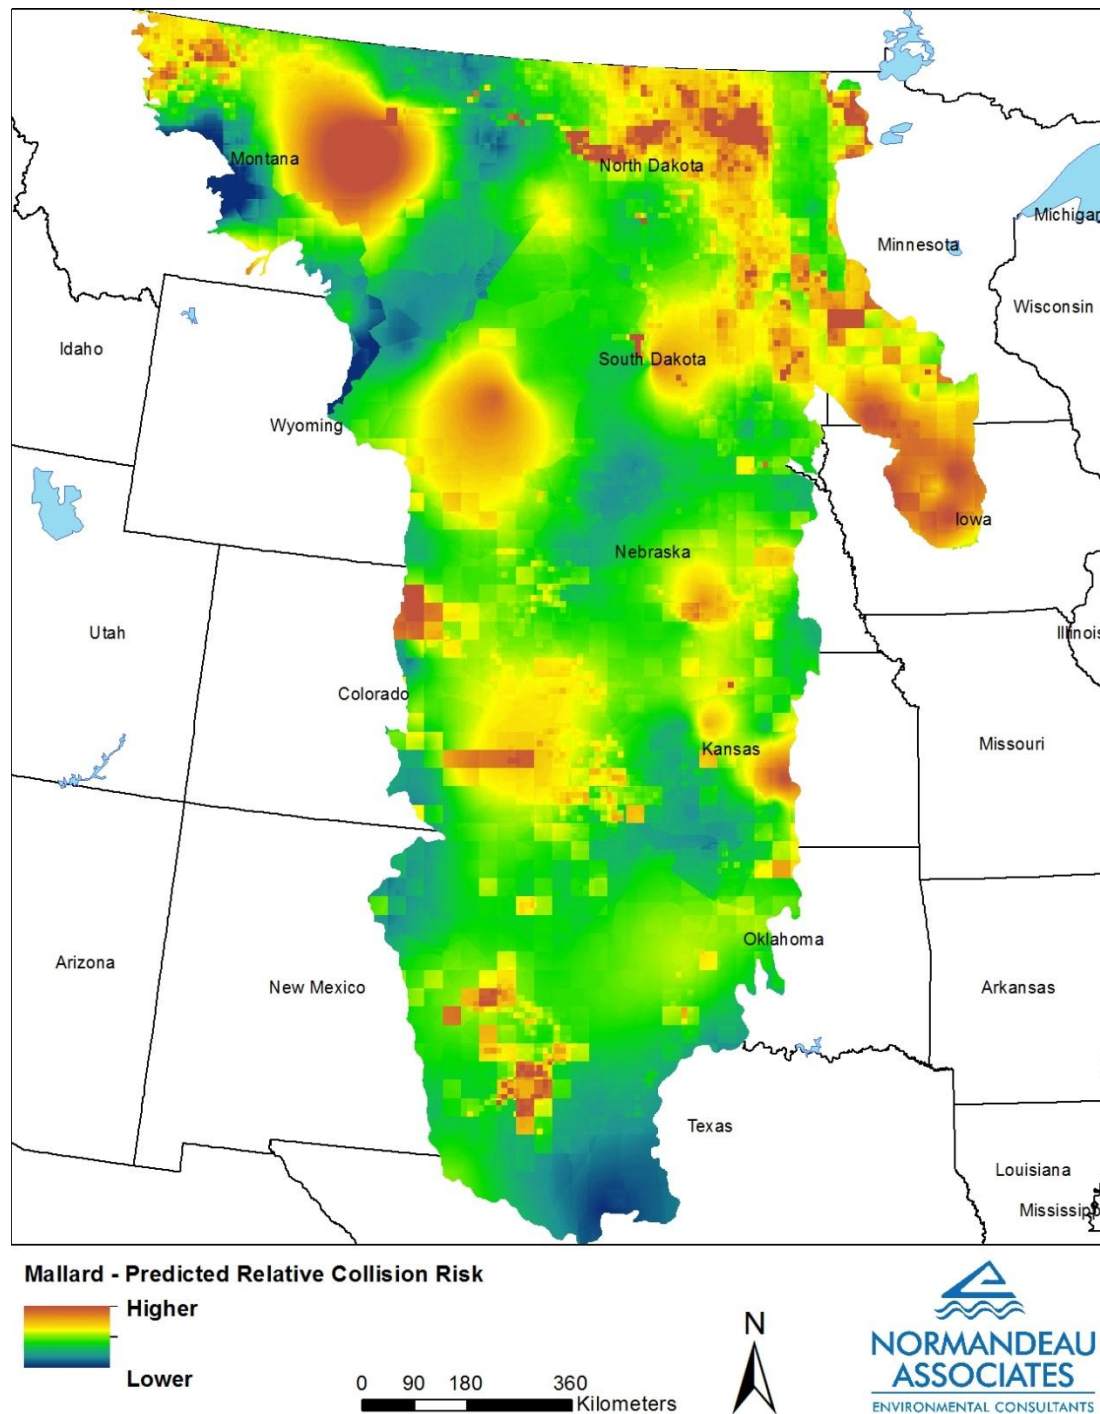 Montana
North Dakota
Michigan
Minnesota
Wisconsin
Idaho
South Dakota
Wyoming
Iowa
Nebraska
Utah
Illinois
Colorado
Kansas
Missouri
Oklahoma
Arizona
New Mexico
Arkansas
Texas
Louisiana
Mississipp
Mallard - Predicted Relative Collision Risk
Higher
Lower
N
0 90 180 360
Kilometers
NORMANDEAU
ASSOCIATES
ENVIRONMENTAL CONSULTANTS